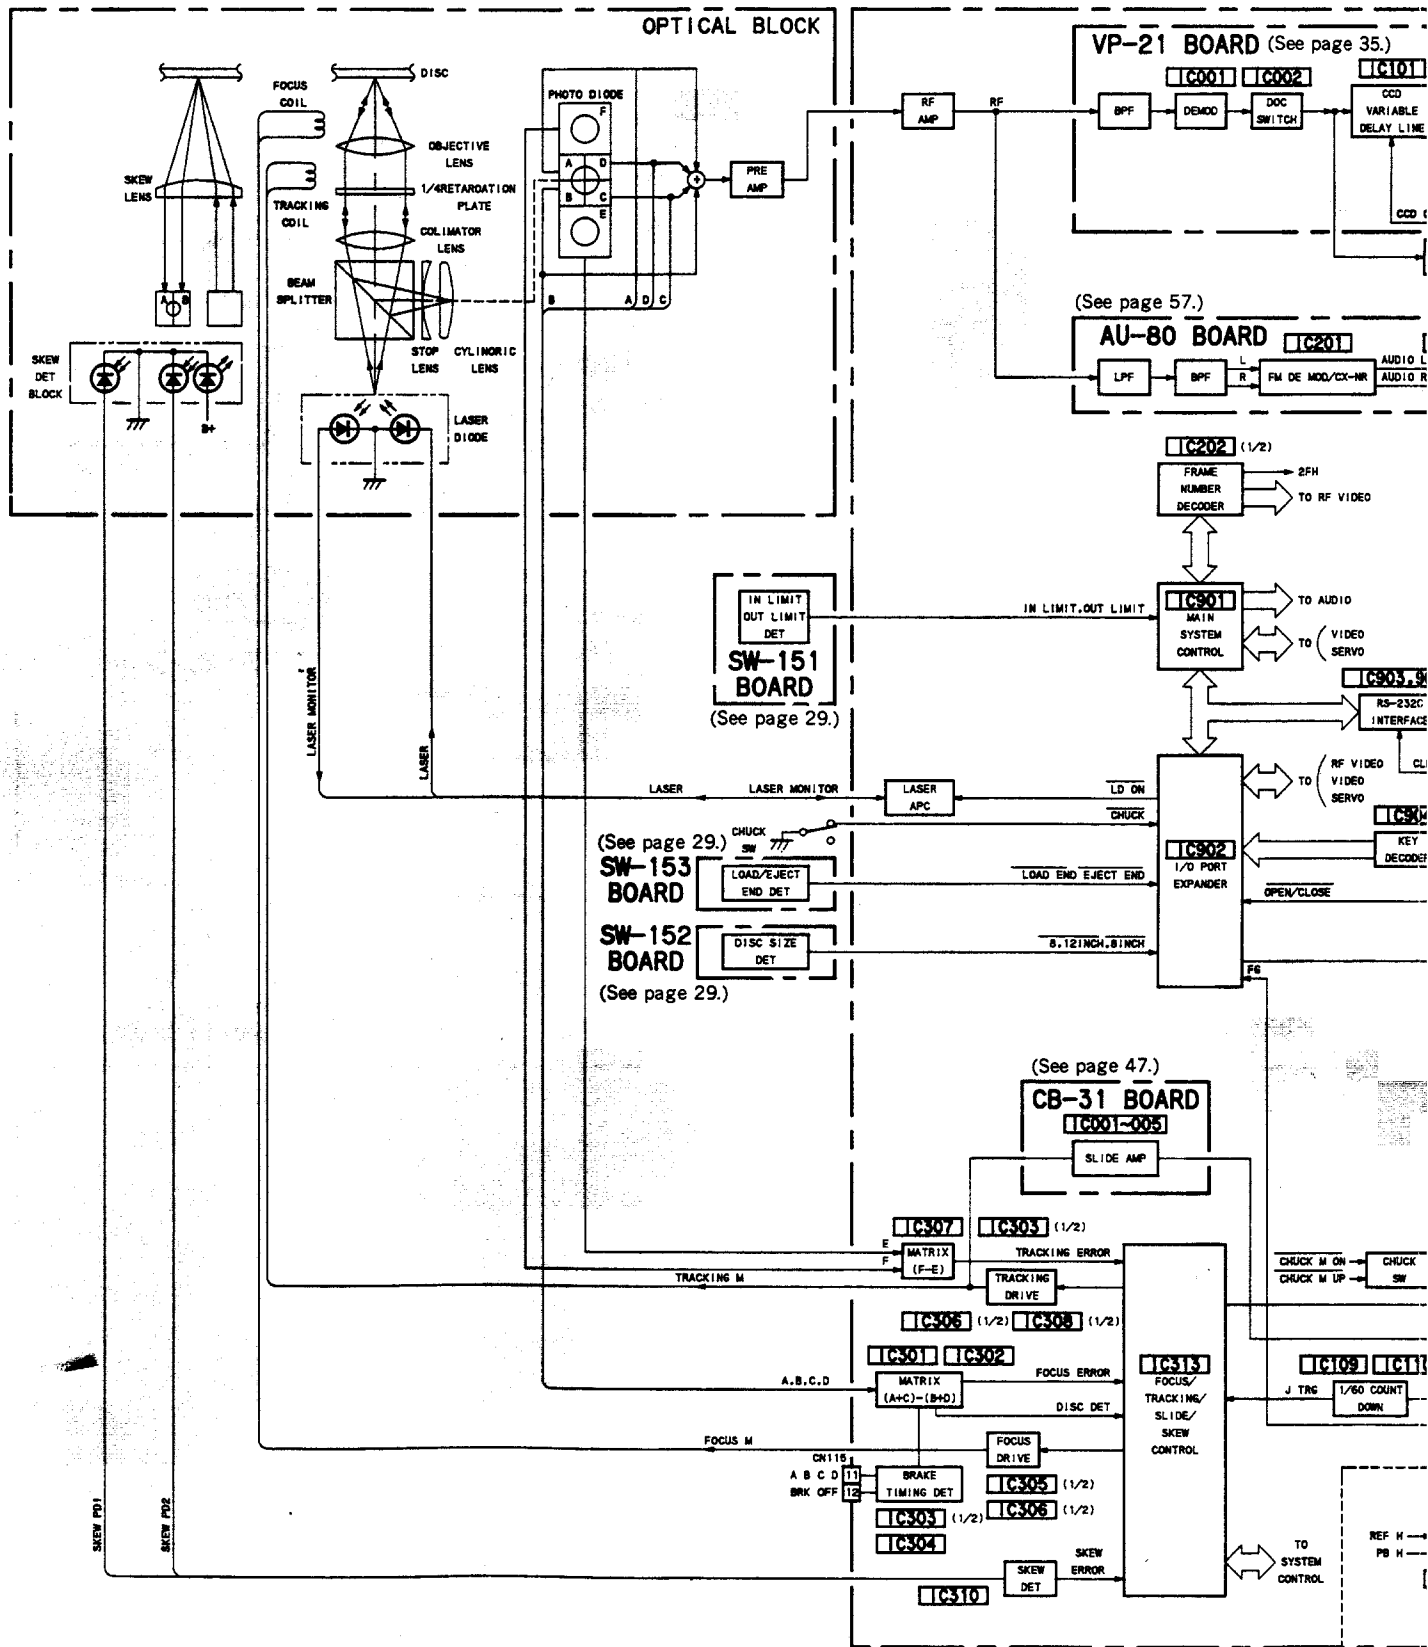 OPTICAL BLOCK
FOCUS
COIL
DISC
OBJECTIVE
LENS
SKEW
LENS
TRACKING
COIL
1/4RETARDATION
PLATE
COLIMATOR
LENS
BEAM
SPLITTER
STOP
LENS
CYLINDRIC
LENS
A B
SKEW
DET
BLOCK
B+
LASER
DIODE
PHOTO DIODE
F
A D
B C
E
+
PRE
AMP
B
A D C
RF
AMP
RF
VP-21 BOARD (See page 35.)
IC001
IC002
IC101
BPF
DEMOD
DOC
SWITCH
CCD
VARIABLE
DELAY LINE
CCD
(See page 57.)
AU-80 BOARD
IC201
LPF
BPF
L
R
FM DE MOD/CX-NR
AUDIO L
AUDIO R
IC202 (1/2)
FRAME
NUMBER
DECODER
2FH
TO RF VIDEO
IN LIMIT
OUT LIMIT
DET
SW-151
BOARD
(See page 29.)
IN LIMIT.OUT LIMIT
IC901
MAIN
SYSTEM
CONTROL
TO AUDIO
TO ( VIDEO
SERVO
IC903.9
RS-232C
INTERFACE
LASER MONITOR
LASER
LASER
LASER MONITOR
LASER
APC
LD ON
CHUCK
CHUCK
SW
RF VIDEO
TO ( VIDEO
SERVO
IC902
I/O PORT
EXPANDER
KEY
DECODER
(See page 29.)
SW-153
BOARD
LOAD/EJECT
END DET
LOAD END EJECT END
OPEN/CLOSE
SW-152
BOARD
DISC SIZE
DET
(See page 29.)
8.12INCH.8INCH
FG
(See page 47.)
CB-31 BOARD
IC001~005
SLIDE AMP
IC307
IC303 (1/2)
E
F
MATRIX
(F-E)
TRACKING ERROR
TRACKING M
TRACKING
DRIVE
CHUCK M ON
CHUCK M UP
CHUCK
SW
IC306 (1/2) IC308 (1/2)
IC301 IC302
A.B.C.D
MATRIX
(A+C)-(B+D)
FOCUS ERROR
DISC DET
IC313
FOCUS/
TRACKING/
SLIDE/
SKEW
CONTROL
IC109
J TRG
1/60 COUNT
DOWN
FOCUS M
FOCUS
DRIVE
CN115
A B C D 11
BRK OFF 12
BRAKE
TIMING DET
IC305 (1/2)
IC306 (1/2)
IC303 (1/2)
IC304
SKEW PD1
SKEW PD2
SKEW
DET
SKEW
ERROR
IC310
TO
SYSTEM
CONTROL
REF H
PB H